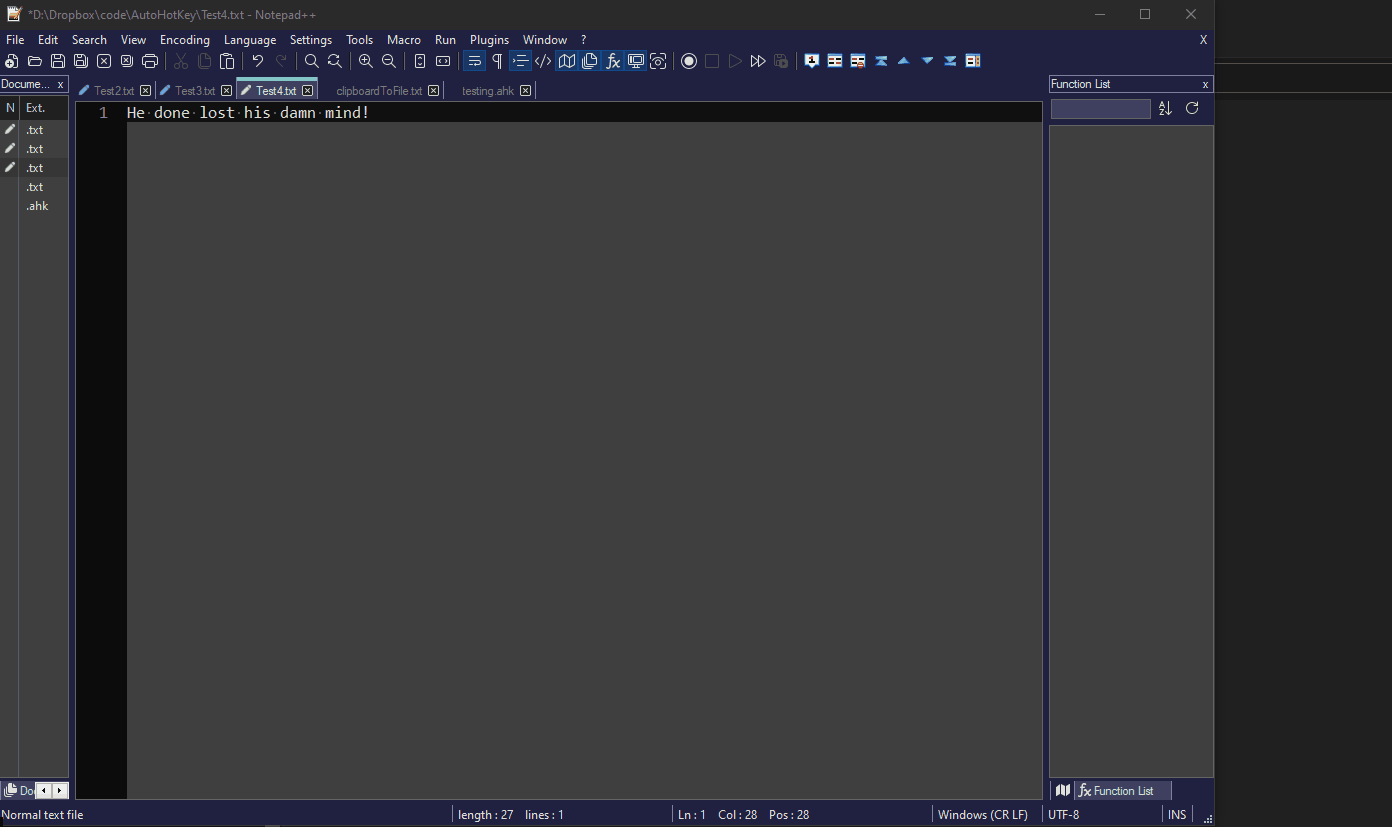 *D:\Dropbox\code\AutoHotKey\Test4.txt - Notepad++
File Edit Search View Encoding Language Settings Tools Macro Run Plugins Window ? X
Docume... x
Test2.txt Test3.txt Test4.txt clipboardToFile.txt testing.ahk
Function List x
N Ext.
1 He done lost his damn mind!
.txt
.txt
.txt
.txt
.ahk
Do
Function List
Normal text file length : 27 lines : 1 Ln : 1 Col : 28 Pos : 28 Windows (CR LF) UTF-8 INS